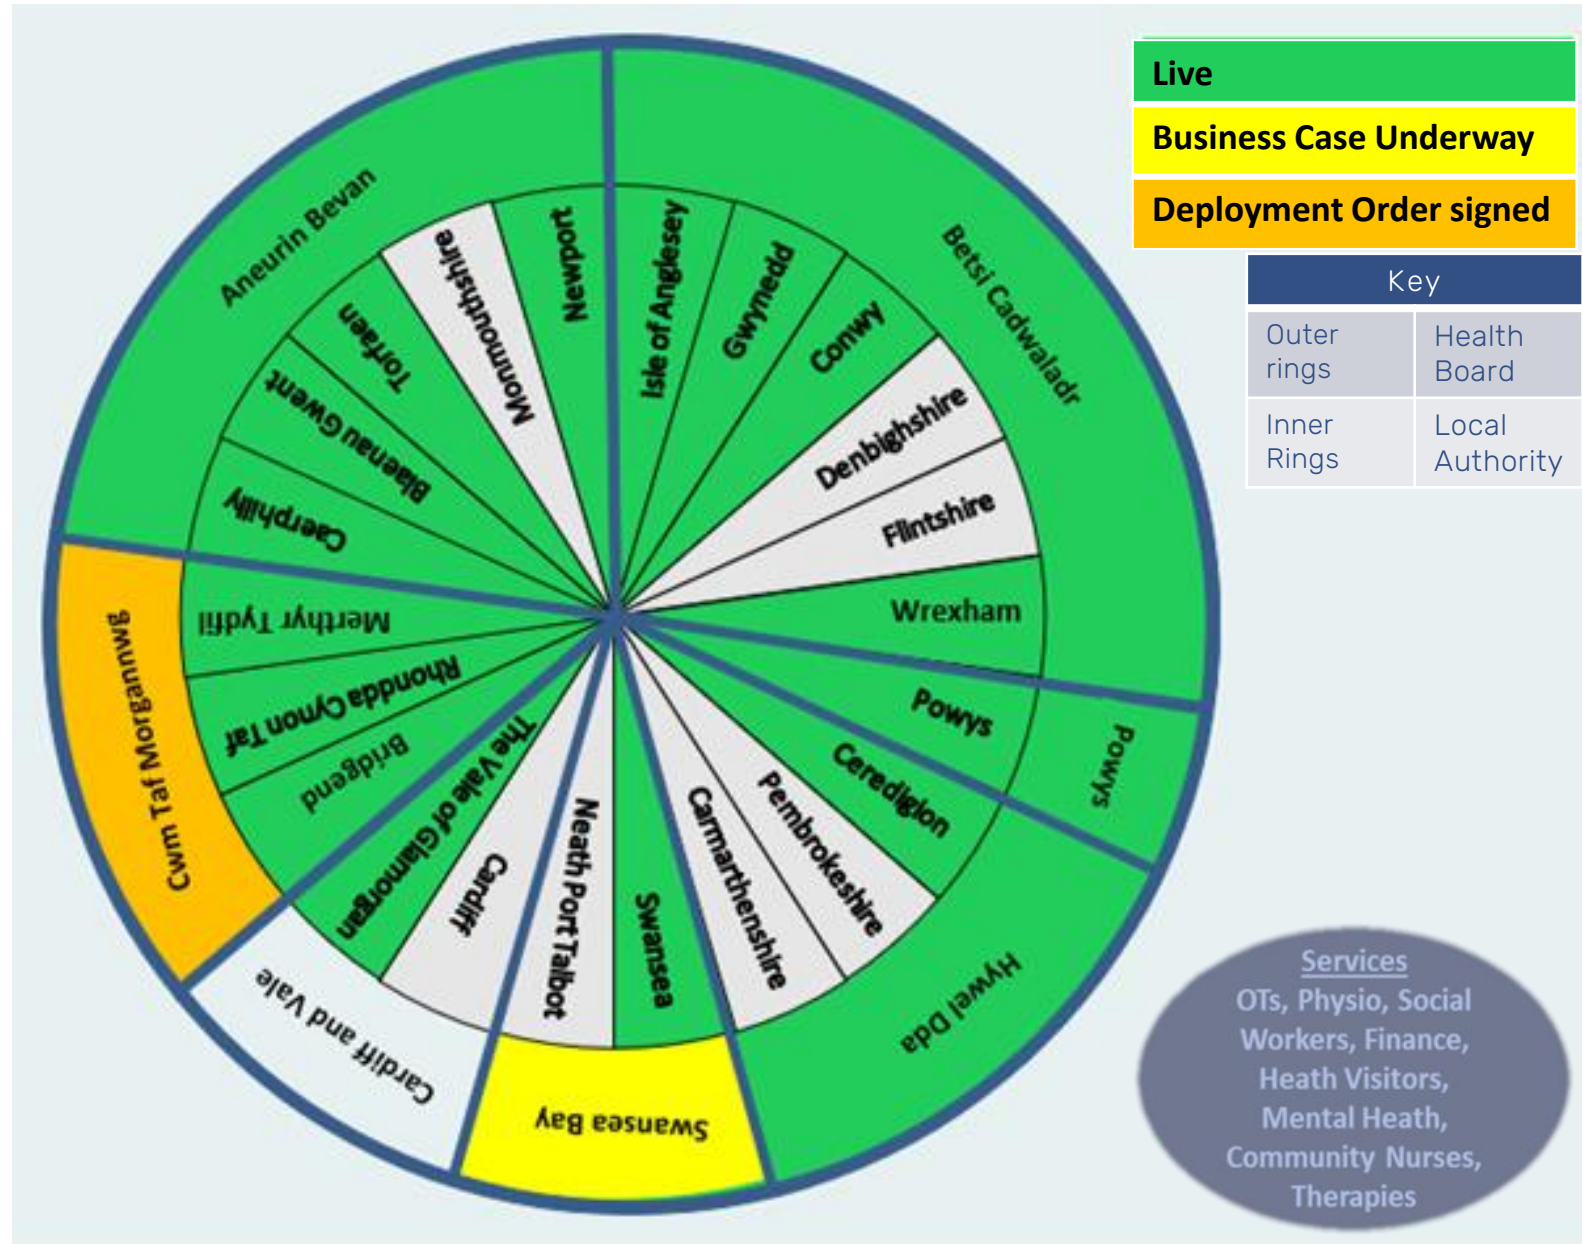 Live
Business Case Underway
Deployment Order signed
Key
Outer
rings
Health
Board
Inner
Rings
Local
Authority
Aneurin Bevan
Betsi Cadwaladr
Powys
Hywel Dda
Swansea Bay
Cardiff and Vale
Cwm Taf Morgannwg
Isle of Anglesey
Gwynedd
Conwy
Denbighshire
Flintshire
Wrexham
Powys
Ceredigion
Pembrokeshire
Carmarthenshire
Swansea
Neath Port Talbot
Cardiff
The Vale of Glamorgan
Bridgend
Rhondda Cynon Taf
Merthyr Tydfil
Caerphilly
Blaenau Gwent
Torfaen
Monmouthshire
Newport
Services
OTs, Physio, Social
Workers, Finance,
Heath Visitors,
Mental Heath,
Community Nurses,
Therapies